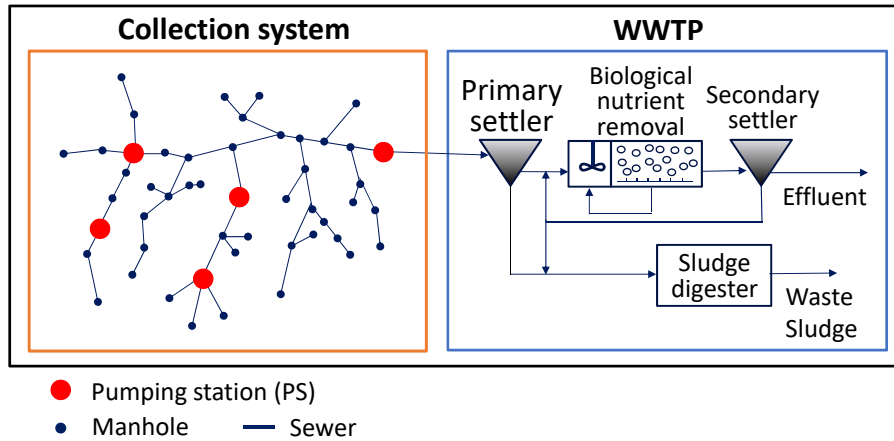 Collection system
WWTP
Primary
settler
Biological
nutrient
removal
Secondary
settler
Effluent
Sludge
digester
Waste
Sludge
Pumping station (PS)
Manhole
Sewer